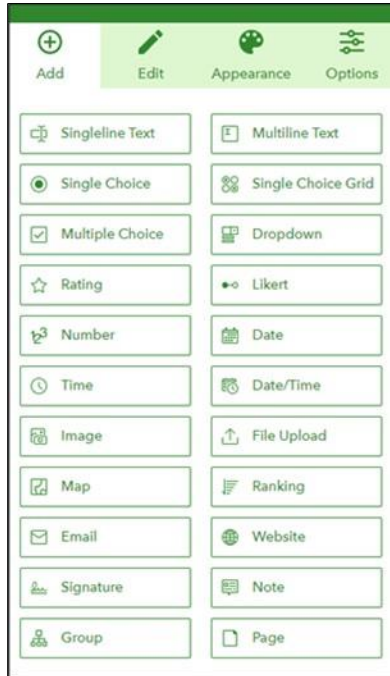 Add Edit Appearance Options
Singleline Text Multiline Text
Single Choice Single Choice Grid
Multiple Choice Dropdown
Rating Likert
Number Date
Time Date/Time
Image File Upload
Map Ranking
Email Website
Signature Note
Group Page